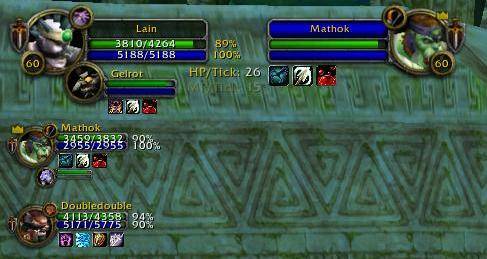 Lain
3810/4264 89%
5188/5188 100%
60
Gelrot
HP/Tick: 26
Mathok
60
Mathok
3459/3832 90%
2955/2955 100%
Doubledouble
4113/4358 94%
5171/5775 90%